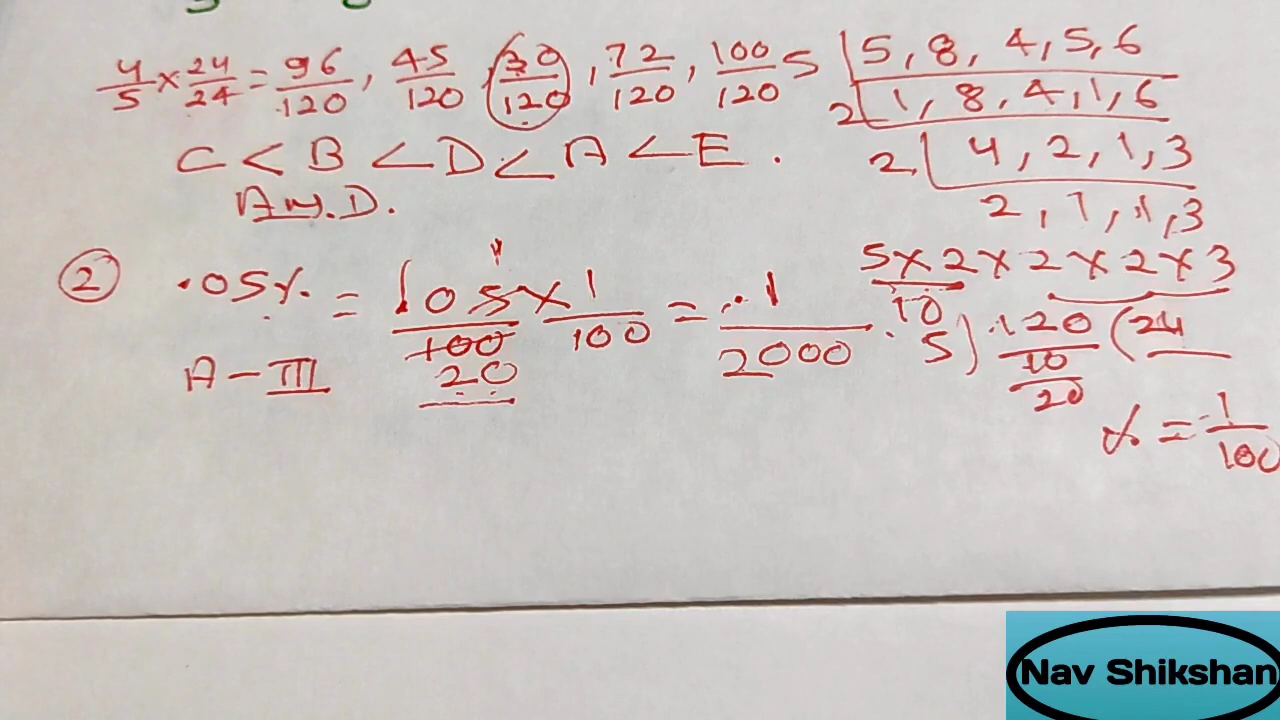 4/5 × 24/24 = 96/120, 45/120, 30/120, 72/120, 100/120
5 | 5, 8, 4, 5, 6
2 | 1, 8, 4, 1, 6
2 | 4, 2, 1, 3
2, 1, 1, 3
C < B < D < A < E.
Ans. D.
5 × 2 × 2 × 2 × 3
10
5 ) 120 ( 24
10
20
② .05% = 105/100 × 1/100 = 1/2000
20
A - III
% = 1/100
Nav Shikshan